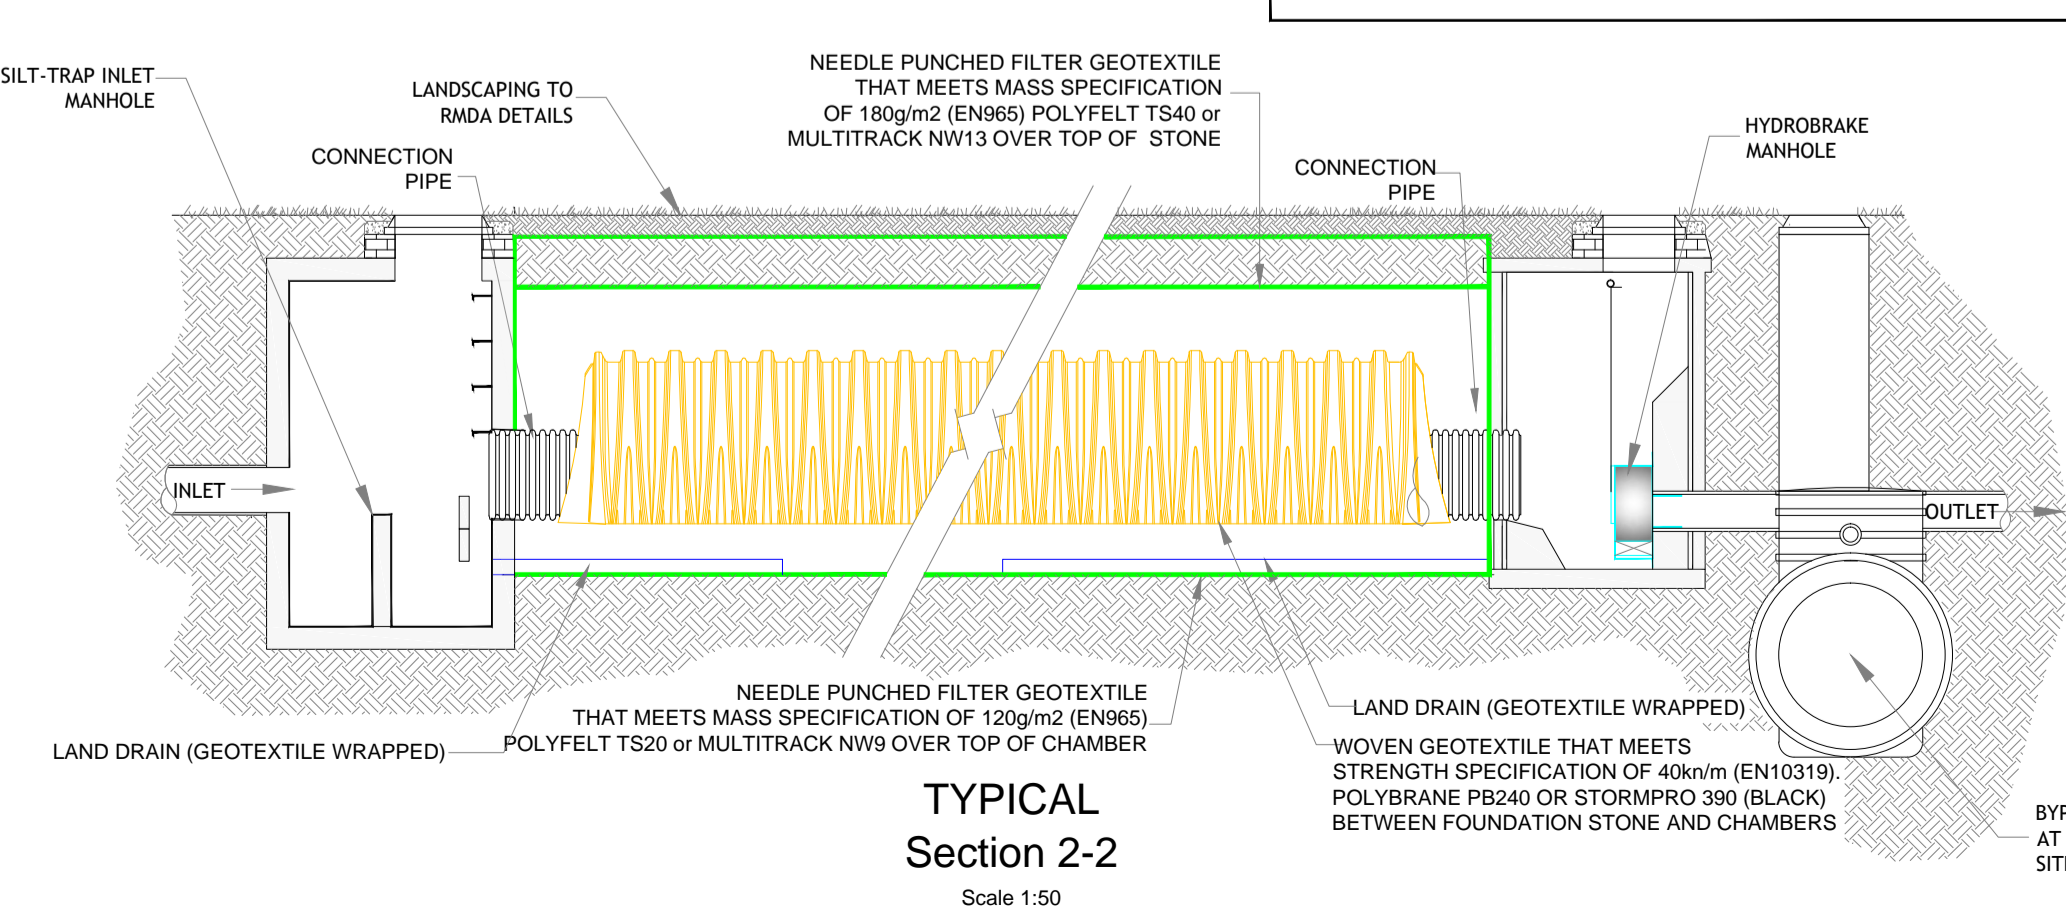 SILT-TRAP INLET
MANHOLE
LANDSCAPING TO
RMDA DETAILS
CONNECTION
PIPE
NEEDLE PUNCHED FILTER GEOTEXTILE
THAT MEETS MASS SPECIFICATION
OF 180g/m2 (EN965) POLYFELT TS40 or
MULTITRACK NW13 OVER TOP OF STONE
CONNECTION
PIPE
HYDROBRAKE
MANHOLE
INLET
OUTLET
LAND DRAIN (GEOTEXTILE WRAPPED)
NEEDLE PUNCHED FILTER GEOTEXTILE
THAT MEETS MASS SPECIFICATION OF 120g/m2 (EN965)
POLYFELT TS20 or MULTITRACK NW9 OVER TOP OF CHAMBER
LAND DRAIN (GEOTEXTILE WRAPPED)
WOVEN GEOTEXTILE THAT MEETS
STRENGTH SPECIFICATION OF 40kn/m (EN10319).
POLYBRANE PB240 OR STORMPRO 390 (BLACK)
BETWEEN FOUNDATION STONE AND CHAMBERS
BYP
AT
SIT
TYPICAL
Section 2-2
Scale 1:50